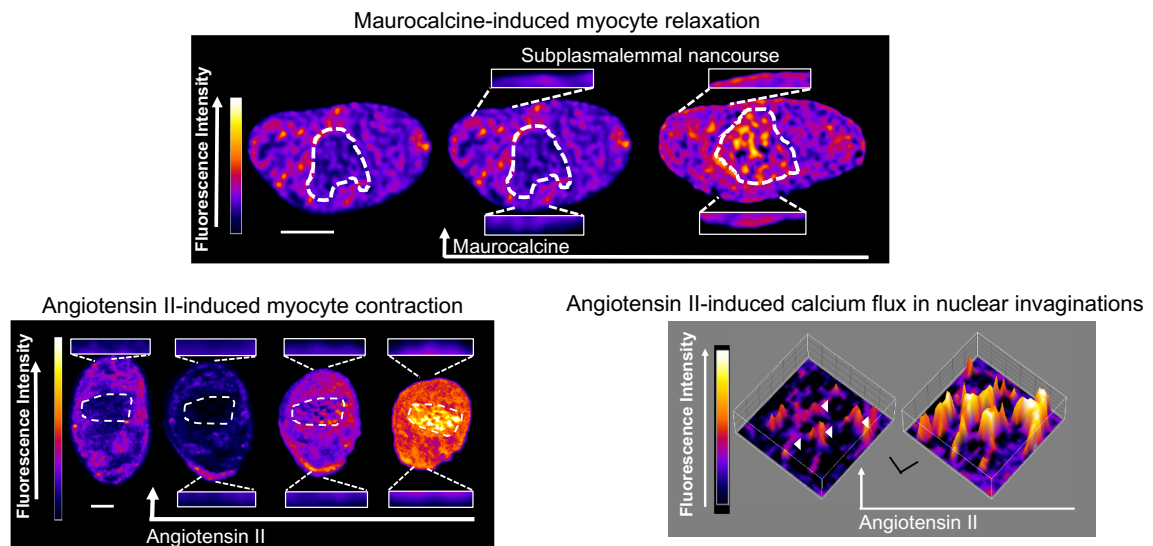 Maurocalcine-induced myocyte relaxation
Subplasmalemmal nancourse
Fluorescence Intensity
Maurocalcine
Angiotensin II-induced myocyte contraction
Fluorescence Intensity
Angiotensin II
Angiotensin II-induced calcium flux in nuclear invaginations
Fluorescence Intensity
Angiotensin II